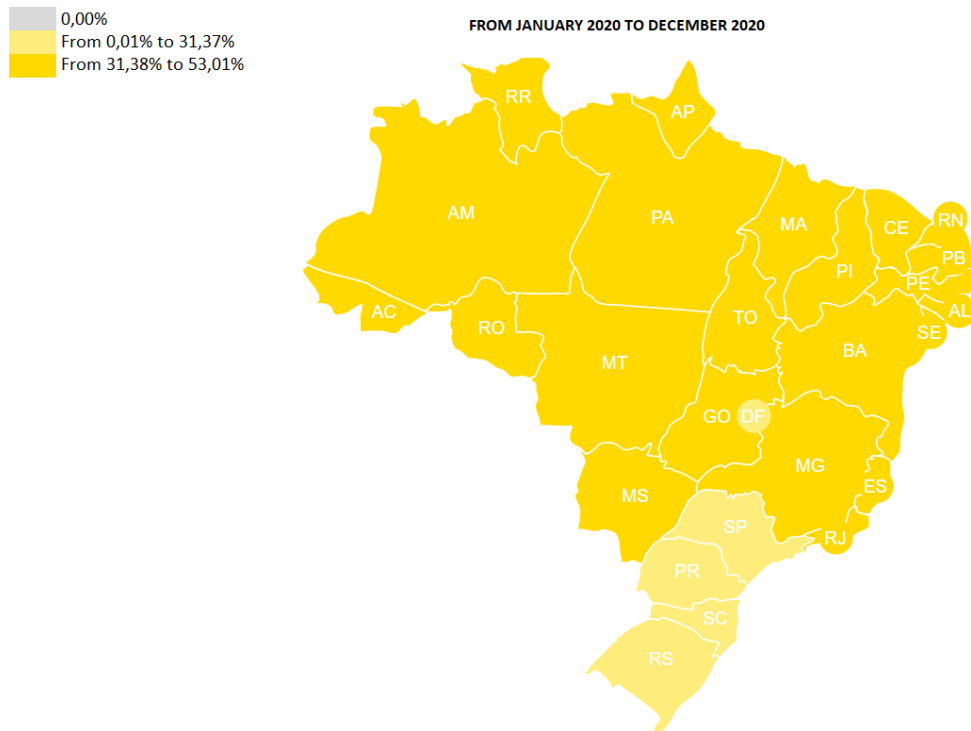 0,00%
From 0,01% to 31,37%
From 31,38% to 53,01%
FROM JANUARY 2020 TO DECEMBER 2020
RR
AP
AM
PA
MA
CE
RN
PB
PI
PE
AL
AC
RO
TO
SE
MT
BA
GO
DF
MG
MS
ES
SP
RJ
PR
SC
RS